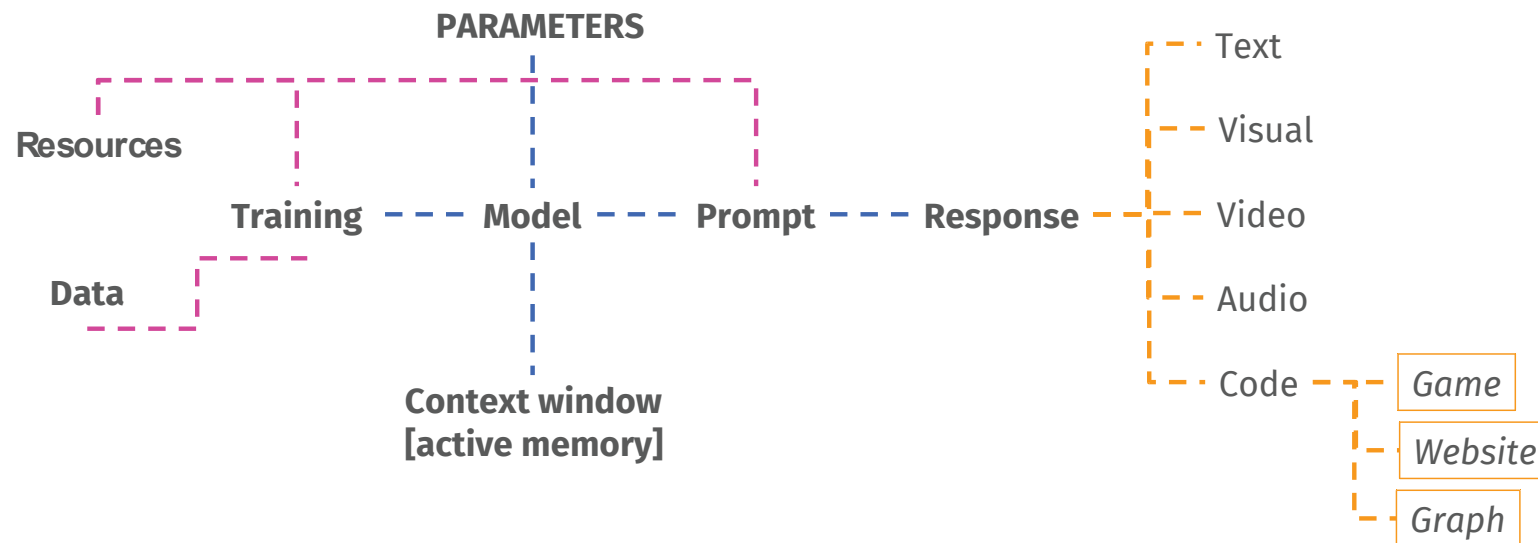 PARAMETERS
Resources
Training
Model
Prompt
Response
Data
Context window
[active memory]
Text
Visual
Video
Audio
Code
Game
Website
Graph